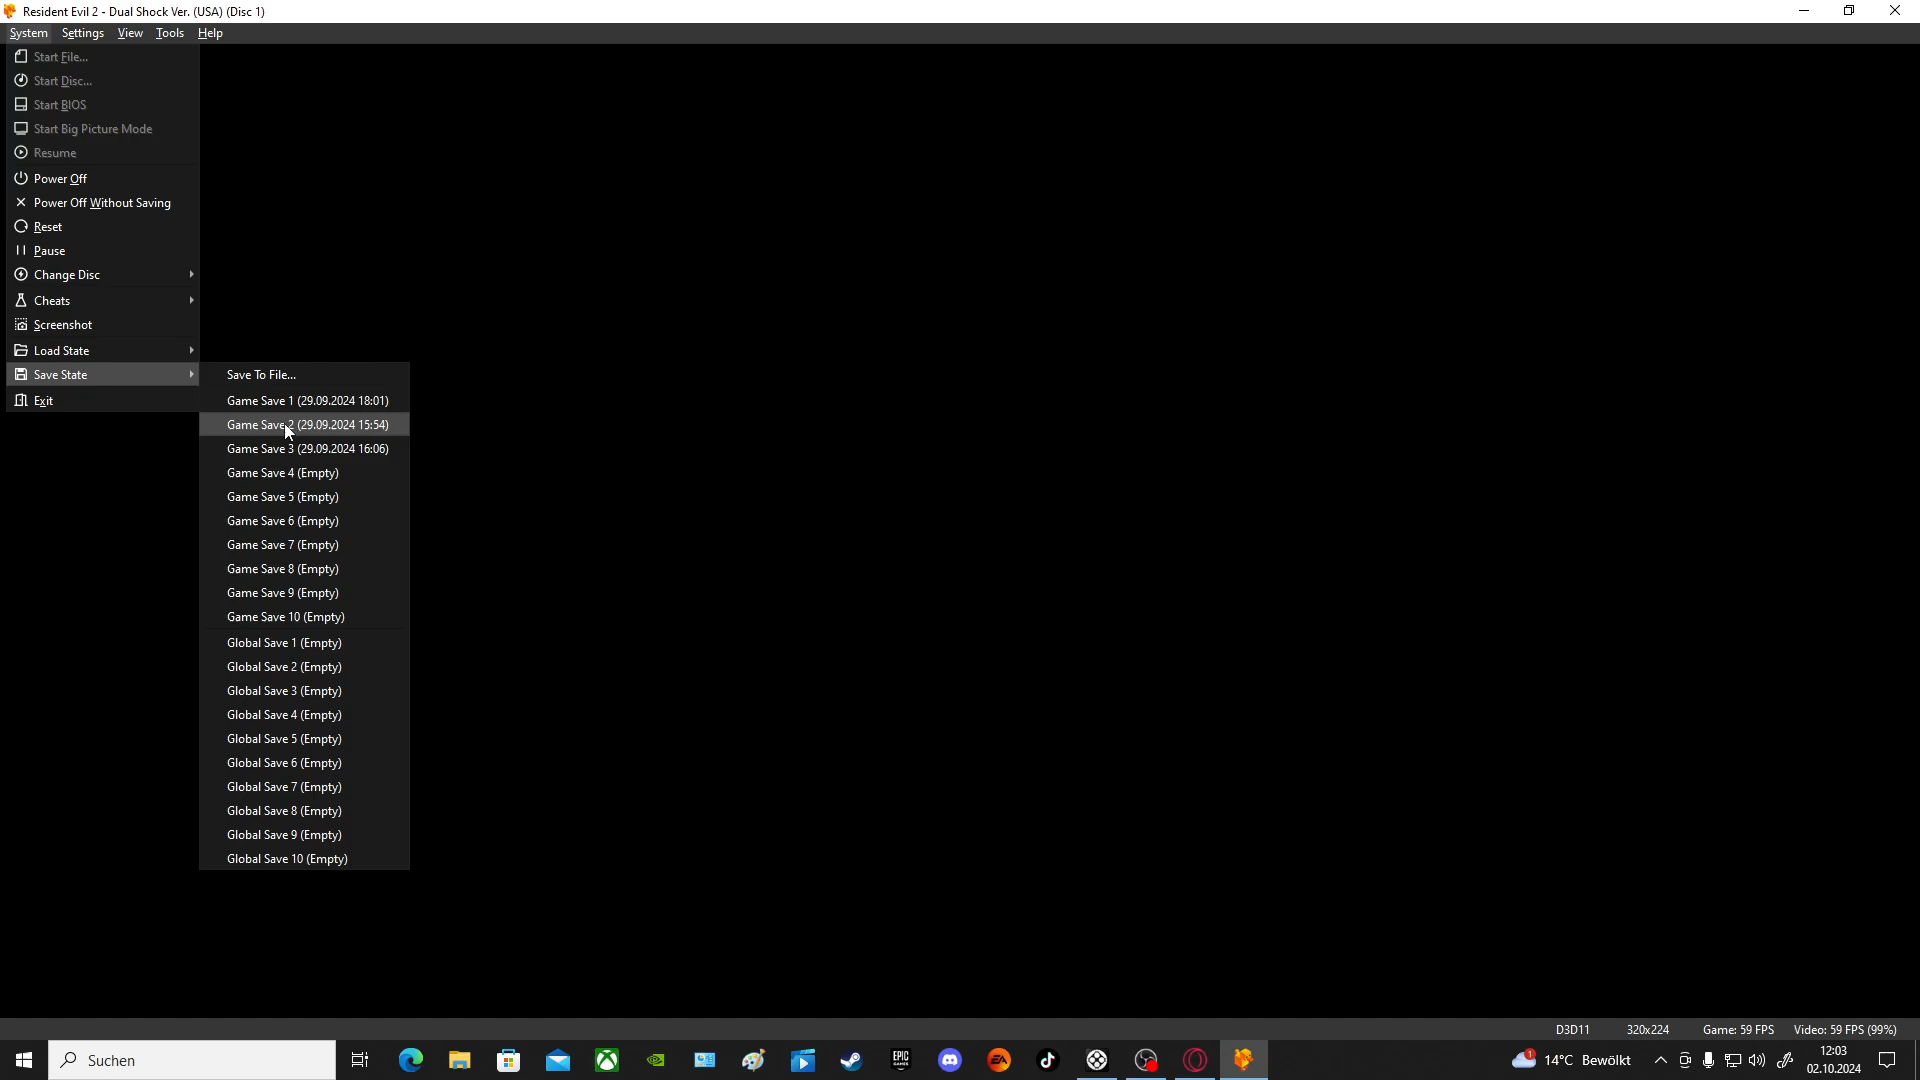 Resident Evil 2 - Dual Shock Ver. (USA) (Disc 1)
System Settings View Tools Help
Start File...
Start Disc...
Start BIOS
Start Big Picture Mode
Resume
Power Off
Power Off Without Saving
Reset
Pause
Change Disc
Cheats
Screenshot
Load State
Save State
Exit
Save To File...
Game Save 1 (29.09.2024 18:01)
Game Save 2 (29.09.2024 15:54)
Game Save 3 (29.09.2024 16:06)
Game Save 4 (Empty)
Game Save 5 (Empty)
Game Save 6 (Empty)
Game Save 7 (Empty)
Game Save 8 (Empty)
Game Save 9 (Empty)
Game Save 10 (Empty)
Global Save 1 (Empty)
Global Save 2 (Empty)
Global Save 3 (Empty)
Global Save 4 (Empty)
Global Save 5 (Empty)
Global Save 6 (Empty)
Global Save 7 (Empty)
Global Save 8 (Empty)
Global Save 9 (Empty)
Global Save 10 (Empty)
D3D11 320x224 Game: 59 FPS Video: 59 FPS (99%)
Suchen
EPIC GAMES
EA
1
14°C Bewölkt
12:03
02.10.2024